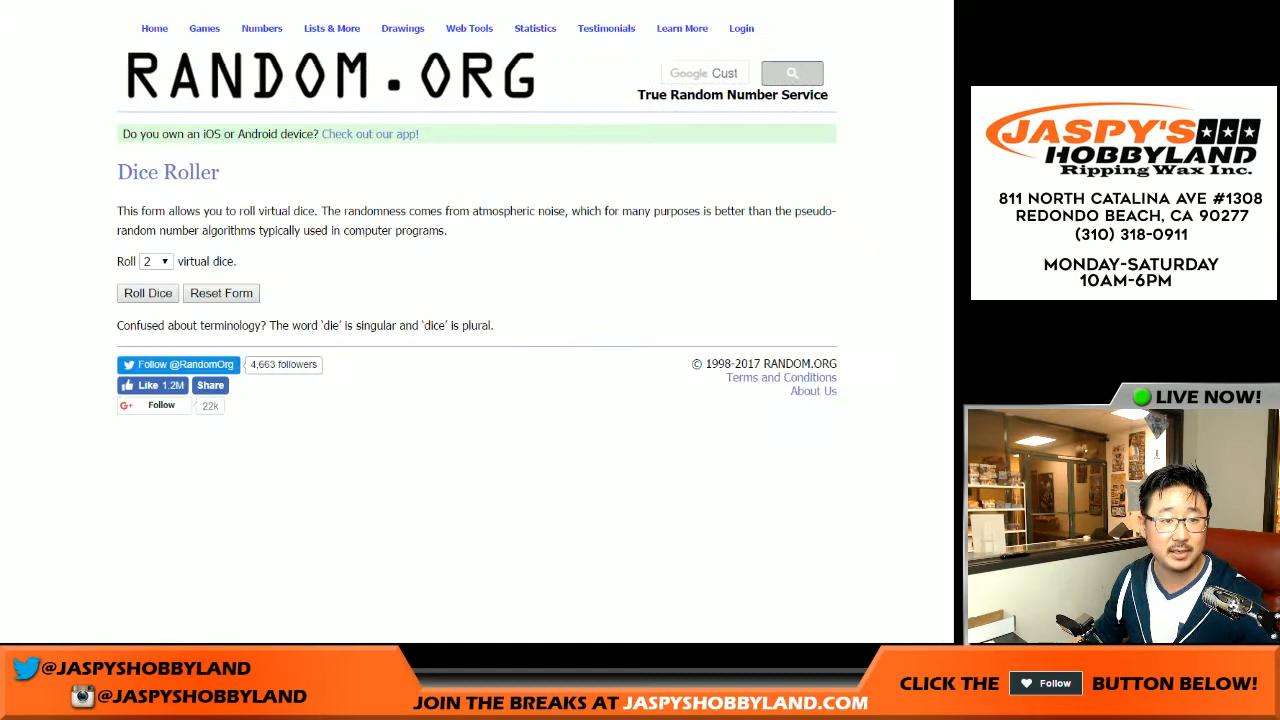 Home Games Numbers Lists & More Drawings Web Tools Statistics Testimonials Learn More Login
RANDOM.ORG
Google Cust
True Random Number Service
Do you own an iOS or Android device? Check out our app!
Dice Roller
This form allows you to roll virtual dice. The randomness comes from atmospheric noise, which for many purposes is better than the pseudo-
random number algorithms typically used in computer programs.
Roll 2 virtual dice.
Roll Dice Reset Form
Confused about terminology? The word ‘die’ is singular and ‘dice’ is plural.
Follow @RandomOrg 4,663 followers
Like 1.2M Share
G+ Follow 22k
© 1998-2017 RANDOM.ORG
Terms and Conditions
About Us
JASPY'S
HOBBYLAND
Ripping Wax Inc.
811 NORTH CATALINA AVE #1308
REDONDO BEACH, CA 90277
(310) 318-0911
MONDAY-SATURDAY
10AM-6PM
LIVE NOW!
@JASPYSHOBBYLAND
@JASPYSHOBBYLAND
JOIN THE BREAKS AT JASPYSHOBBYLAND.COM
CLICK THE Follow BUTTON BELOW!